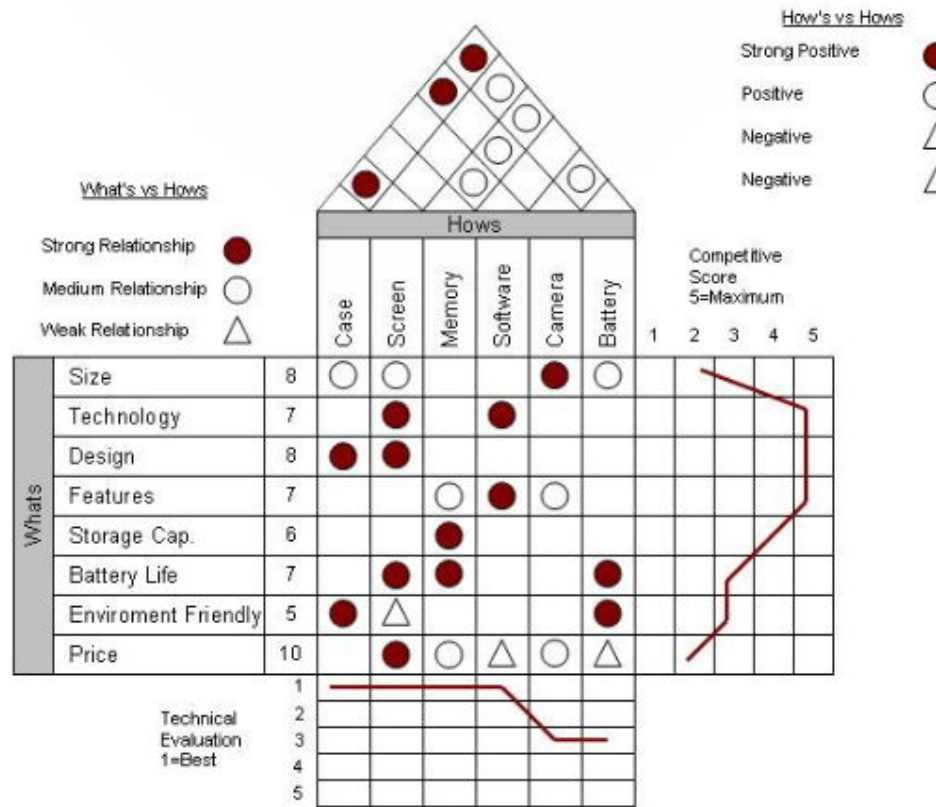 How's vs Hows
Strong Positive
Positive
Negative
Negative
What's vs Hows
Strong Relationship
Medium Relationship
Weak Relationship
Hows
Case
Screen
Memory
Software
Camera
Battery
Competitive
Score
5=Maximum
1 2 3 4 5
Whats
Size 8
Technology 7
Design 8
Features 7
Storage Cap. 6
Battery Life 7
Enviroment Friendly 5
Price 10
Technical
Evaluation
1=Best
1
2
3
4
5